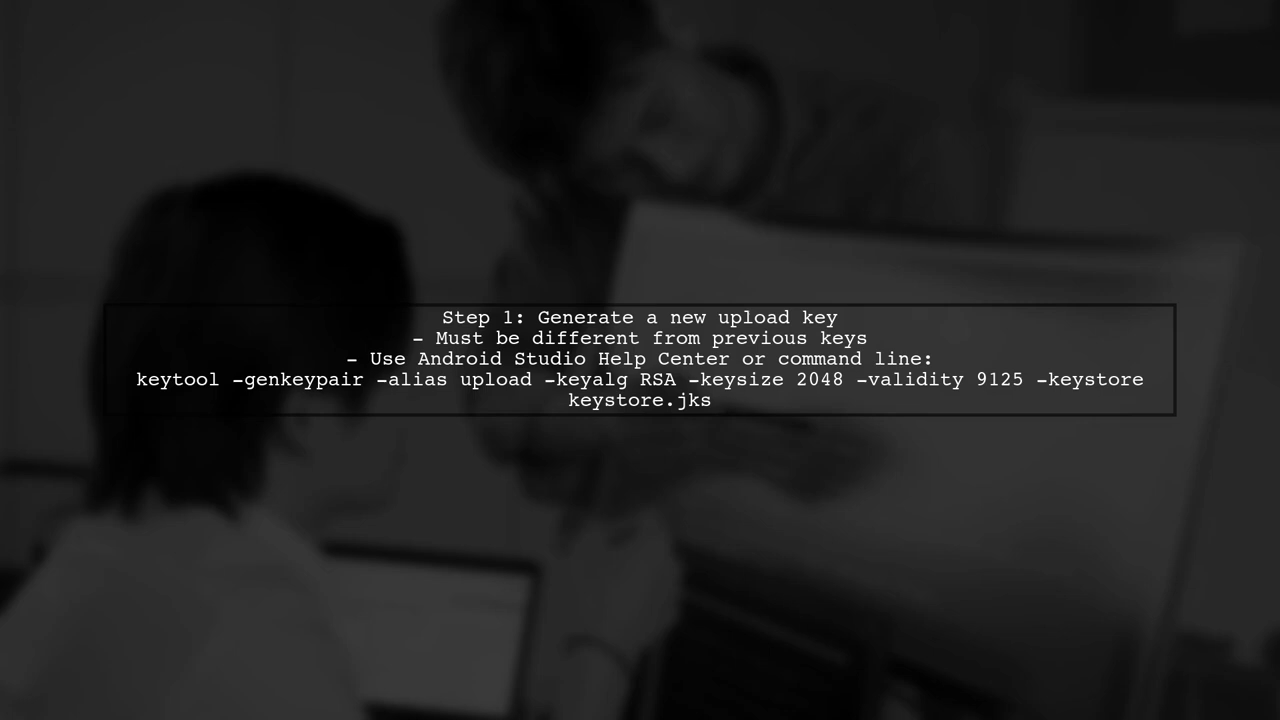 Step 1: Generate a new upload key
- Must be different from previous keys
- Use Android Studio Help Center or command line:
keytool -genkeypair -alias upload -keyalg RSA -keysize 2048 -validity 9125 -keystore
keystore.jks